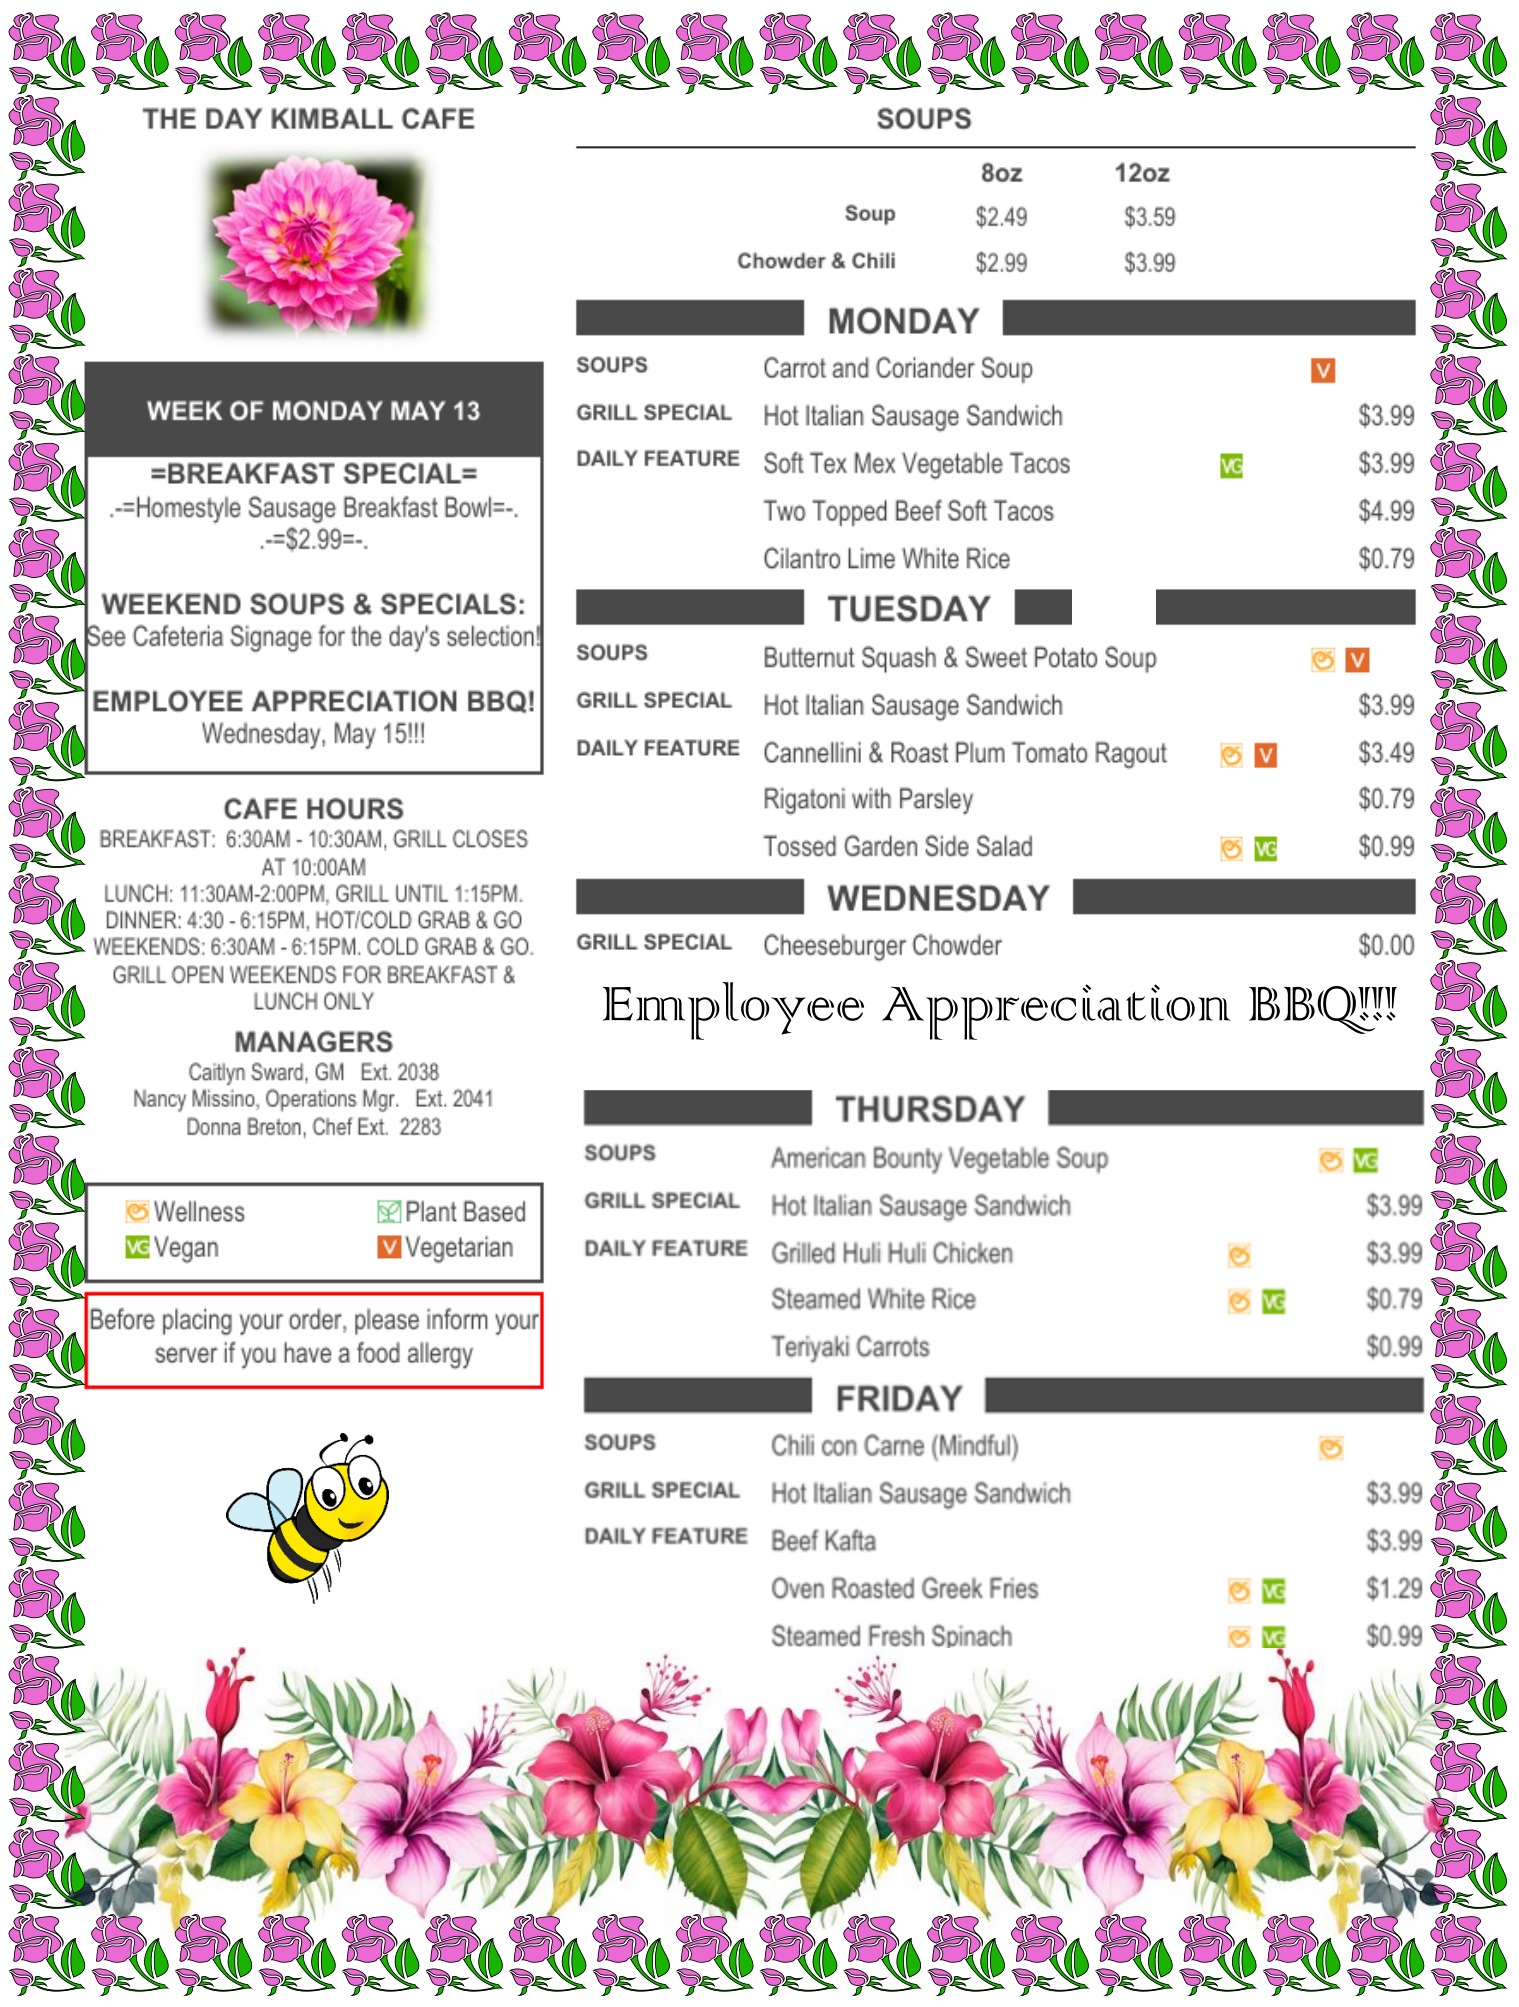 THE DAY KIMBALL CAFE
WEEK OF MONDAY MAY 13
=BREAKFAST SPECIAL=
.-=Homestyle Sausage Breakfast Bowl=-.
.-=$2.99=-.
WEEKEND SOUPS & SPECIALS:
See Cafeteria Signage for the day's selection!
EMPLOYEE APPRECIATION BBQ!
Wednesday, May 15!!!
CAFE HOURS
BREAKFAST: 6:30AM - 10:30AM, GRILL CLOSES
AT 10:00AM
LUNCH: 11:30AM-2:00PM, GRILL UNTIL 1:15PM.
DINNER: 4:30 - 6:15PM, HOT/COLD GRAB & GO
WEEKENDS: 6:30AM - 6:15PM. COLD GRAB & GO.
GRILL OPEN WEEKENDS FOR BREAKFAST &
LUNCH ONLY
MANAGERS
Caitlyn Sward, GM Ext. 2038
Nancy Missino, Operations Mgr. Ext. 2041
Donna Breton, Chef Ext. 2283
Wellness Plant Based
VG Vegan V Vegetarian
Before placing your order, please inform your
server if you have a food allergy
SOUPS
8oz 12oz
Soup $2.49 $3.59
Chowder & Chili $2.99 $3.99
MONDAY
SOUPS Carrot and Coriander Soup V
GRILL SPECIAL Hot Italian Sausage Sandwich $3.99
DAILY FEATURE Soft Tex Mex Vegetable Tacos VG $3.99
Two Topped Beef Soft Tacos $4.99
Cilantro Lime White Rice $0.79
TUESDAY
SOUPS Butternut Squash & Sweet Potato Soup V
GRILL SPECIAL Hot Italian Sausage Sandwich $3.99
DAILY FEATURE Cannellini & Roast Plum Tomato Ragout V $3.49
Rigatoni with Parsley $0.79
Tossed Garden Side Salad VG $0.99
WEDNESDAY
GRILL SPECIAL Cheeseburger Chowder $0.00
Employee Appreciation BBQ!!!!
THURSDAY
SOUPS American Bounty Vegetable Soup VG
GRILL SPECIAL Hot Italian Sausage Sandwich $3.99
DAILY FEATURE Grilled Huli Huli Chicken $3.99
Steamed White Rice VG $0.79
Teriyaki Carrots $0.99
FRIDAY
SOUPS Chili con Carne (Mindful)
GRILL SPECIAL Hot Italian Sausage Sandwich $3.99
DAILY FEATURE Beef Kafta $3.99
Oven Roasted Greek Fries VG $1.29
Steamed Fresh Spinach VG $0.99